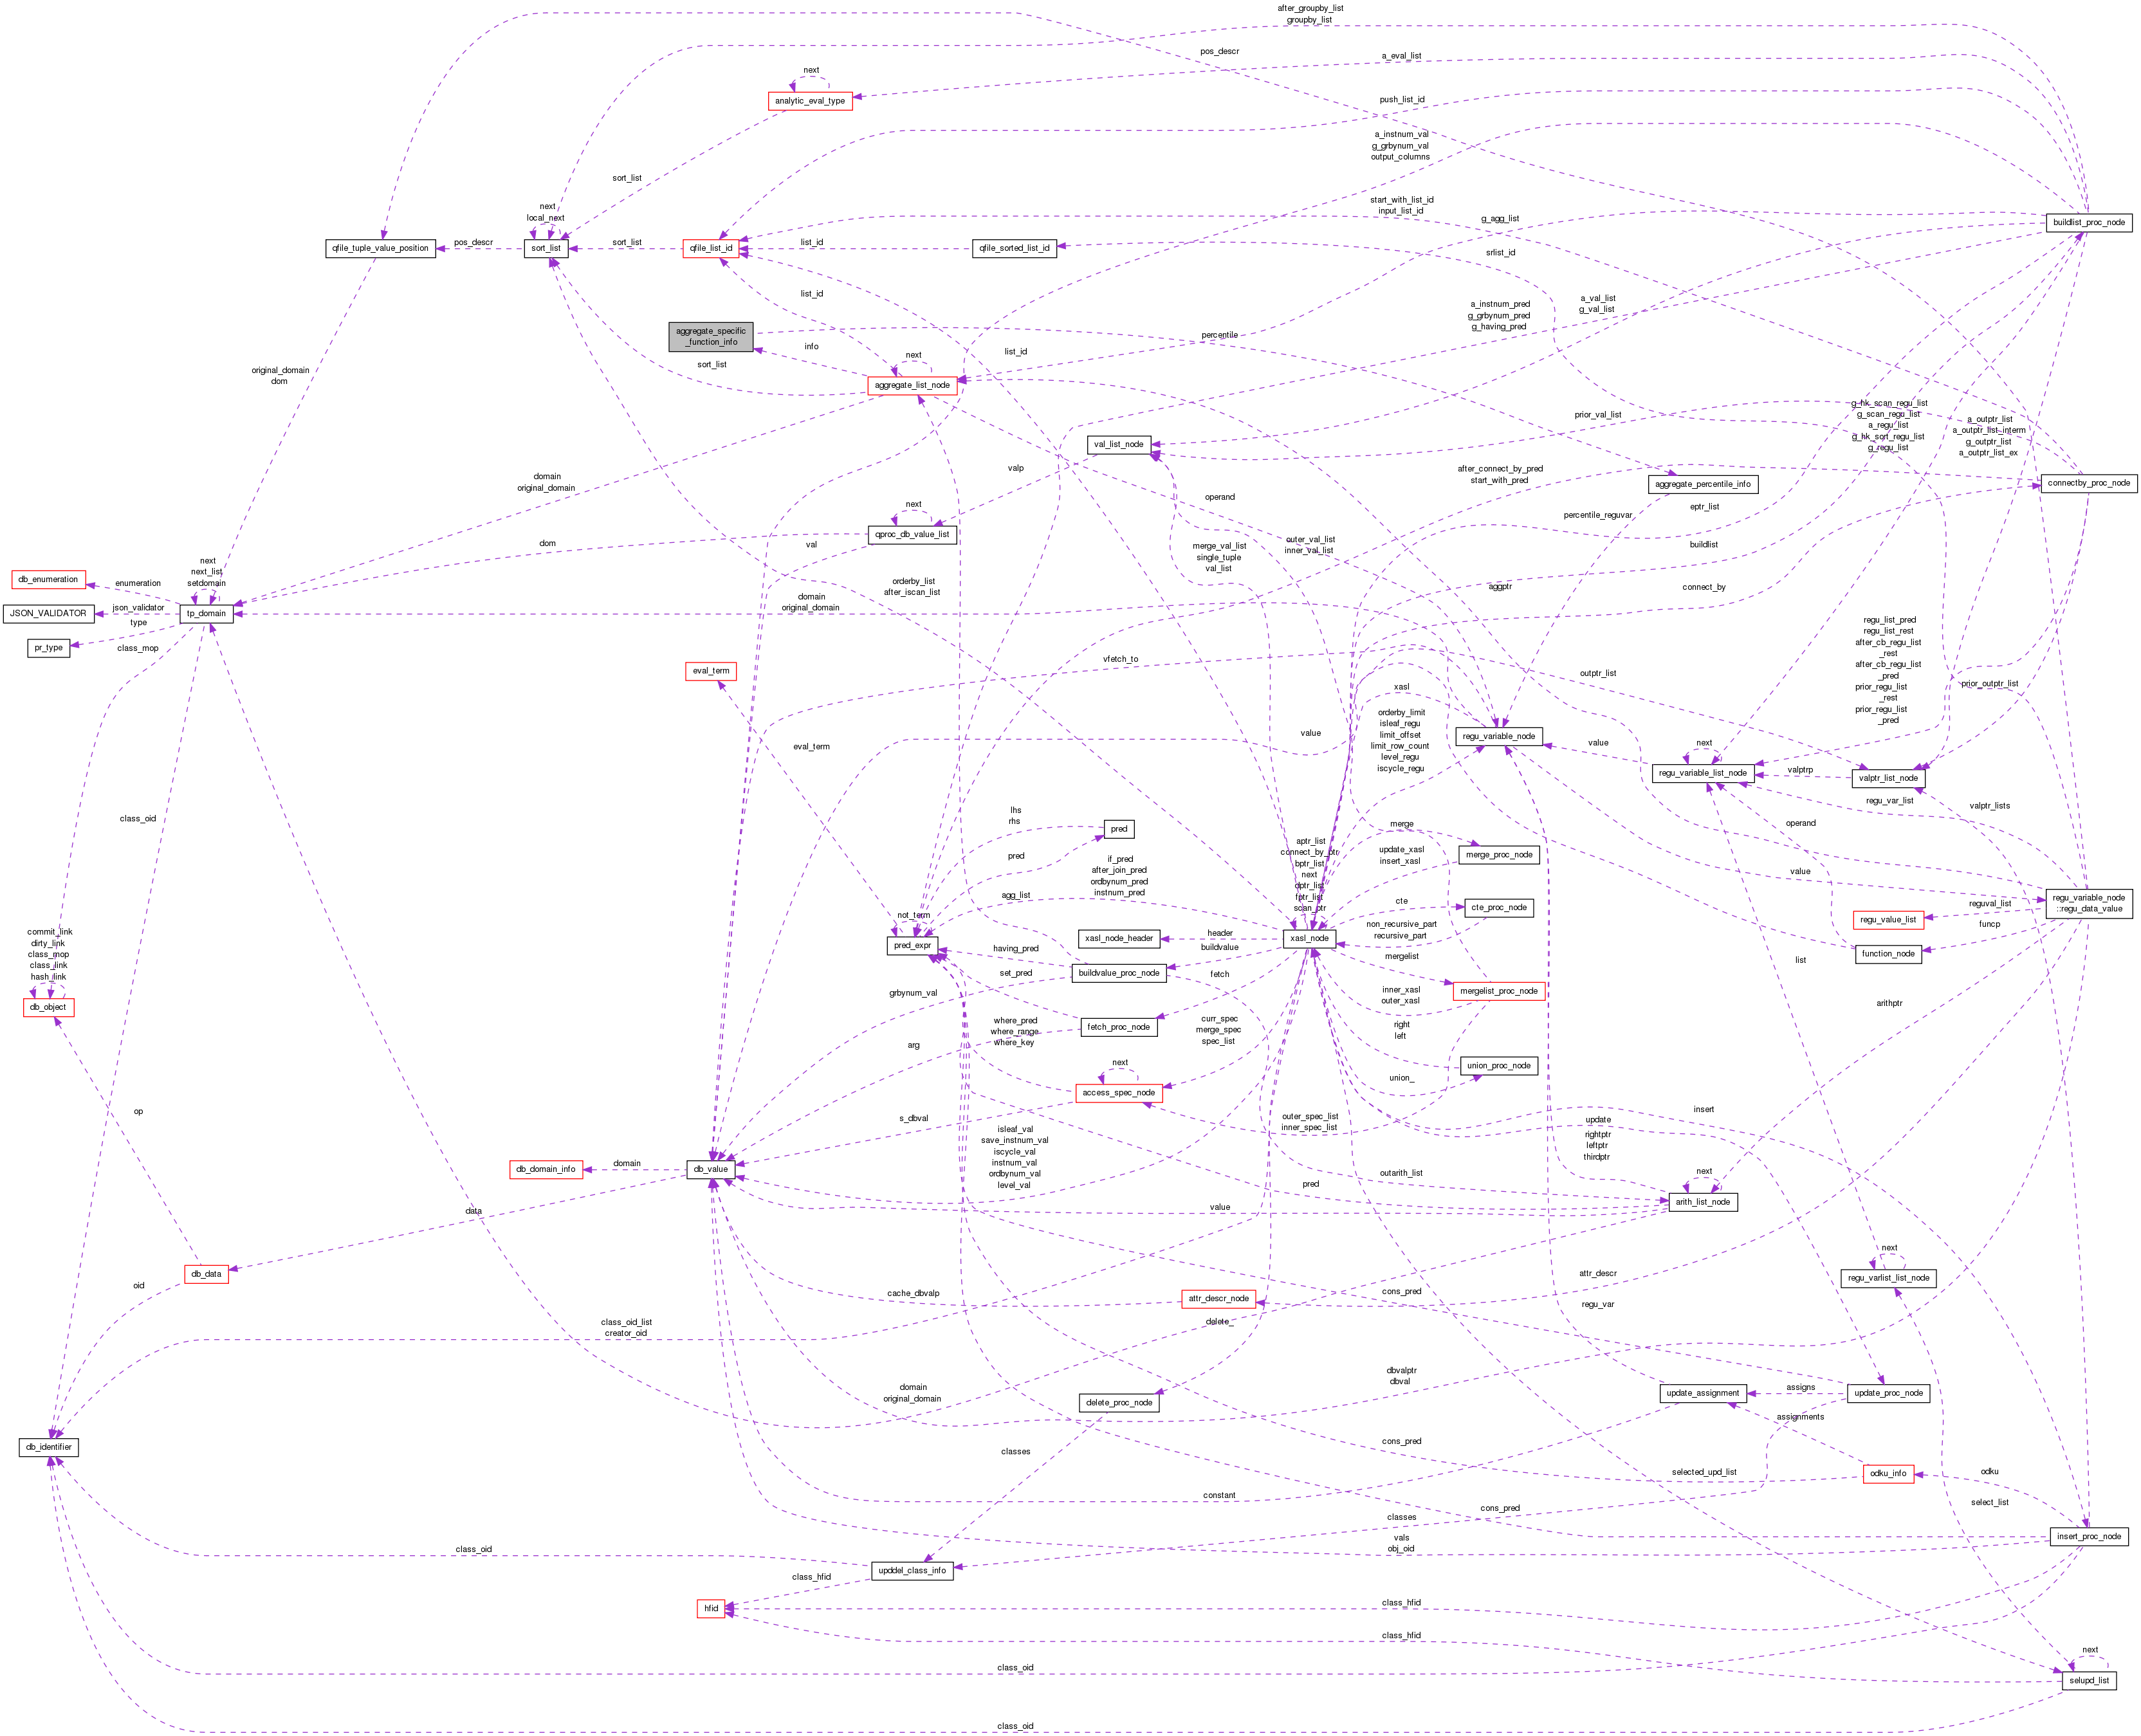 after_groupby_list
groupby_list
pos_descr
a_eval_list
next
analytic_eval_type
push_list_id
a_instnum_val
g_grbynum_val
output_columns
sort_list
start_with_list_id
input_list_id
next
local_next
g_agg_list
buildlist_proc_node
qfile_tuple_value_position
pos_descr
sort_list
sort_list
qfile_list_id
list_id
qfile_sorted_list_id
srlist_id
list_id
a_instnum_pred
g_grbynum_pred
g_having_pred
a_val_list
g_val_list
aggregate_specific
_function_info
info
percentile
list_id
next
original_domain
dom
sort_list
aggregate_list_node
g_hk_scan_regu_list
g_scan_regu_list
a_regu_list
g_hk_sort_regu_list
g_regu_list
prior_val_list
a_outptr_list
a_outptr_list_interm
g_outptr_list
a_outptr_list_ex
val_list_node
valp
after_connect_by_pred
start_with_pred
domain
original_domain
operand
aggregate_percentile_info
connectby_proc_node
next
qproc_db_value_list
percentile_reguvar
eptr_list
dom
val
merge_val_list
single_tuple
val_list
outer_val_list
inner_val_list
buildlist
next
next_list
setdomain
db_enumeration
enumeration
orderby_list
after_iscan_list
aggptr
connect_by
JSON_VALIDATOR
json_validator
tp_domain
domain
original_domain
type
pr_type
class_mop
regu_list_pred
regu_list_rest
after_cb_regu_list
_rest
after_cb_regu_list
_pred
prior_regu_list
_rest
prior_regu_list
_pred
eval_term
vfetch_to
outptr_list
xasl
prior_outptr_list
orderby_limit
isleaf_regu
limit_offset
limit_row_count
level_regu
iscycle_regu
value
regu_variable_node
eval_term
value
next
regu_variable_list_node
valptrp
valptr_list_node
regu_var_list
valptr_lists
lhs
rhs
pred
operand
class_oid
merge
pred
aptr_list
connect_by_ptr
bptr_list
next
dptr_list
fptr_list
scan_ptr
update_xasl
insert_xasl
merge_proc_node
if_pred
after_join_pred
ordbynum_pred
instnum_pred
value
agg_list
cte
cte_proc_node
regu_variable_node
::regu_data_value
reguval_list
regu_value_list
not_term
non_recursive_part
recursive_part
funcp
commit_link
dirty_link
class_mop
class_link
hash_link
pred_expr
xasl_node_header
header
xasl_node
having_pred
buildvalue
mergelist
function_node
list
buildvalue_proc_node
set_pred
fetch
db_object
grbynum_val
inner_xasl
outer_xasl
mergelist_proc_node
arithptr
where_pred
where_range
where_key
fetch_proc_node
curr_spec
merge_spec
spec_list
right
left
arg
next
union_proc_node
union_
access_spec_node
op
s_dbval
outer_spec_list
inner_spec_list
insert
update
rightptr
leftptr
thirdptr
isleaf_val
save_instnum_val
iscycle_val
instnum_val
ordbynum_val
level_val
db_domain_info
domain
db_value
outarith_list
next
pred
arith_list_node
data
value
next
db_data
attr_descr
regu_varlist_list_node
oid
cache_dbvalp
attr_descr_node
cons_pred
regu_var
class_oid_list
creator_oid
delete_
dbvalptr
dbval
domain
original_domain
delete_proc_node
update_assignment
assigns
update_proc_node
assignments
db_identifier
classes
cons_pred
selected_upd_list
odku_info
odku
constant
cons_pred
select_list
classes
insert_proc_node
vals
obj_oid
class_oid
upddel_class_info
class_hfid
hfid
class_hfid
class_hfid
next
class_oid
selupd_list
class_oid